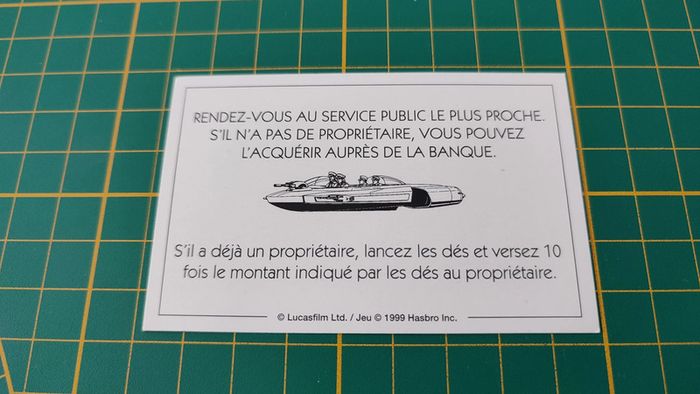 RENDEZ-VOUS AU SERVICE PUBLIC LE PLUS PROCHE.
S'IL N'A PAS DE PROPRIÉTAIRE, VOUS POUVEZ
L'ACQUÉRIR AUPRÈS DE LA BANQUE.
S'il a déjà un propriétaire, lancez les dés et versez 10
fois le montant indiqué par les dés au propriétaire.
© Lucasfilm Ltd. / Jeu © 1999 Hasbro Inc.